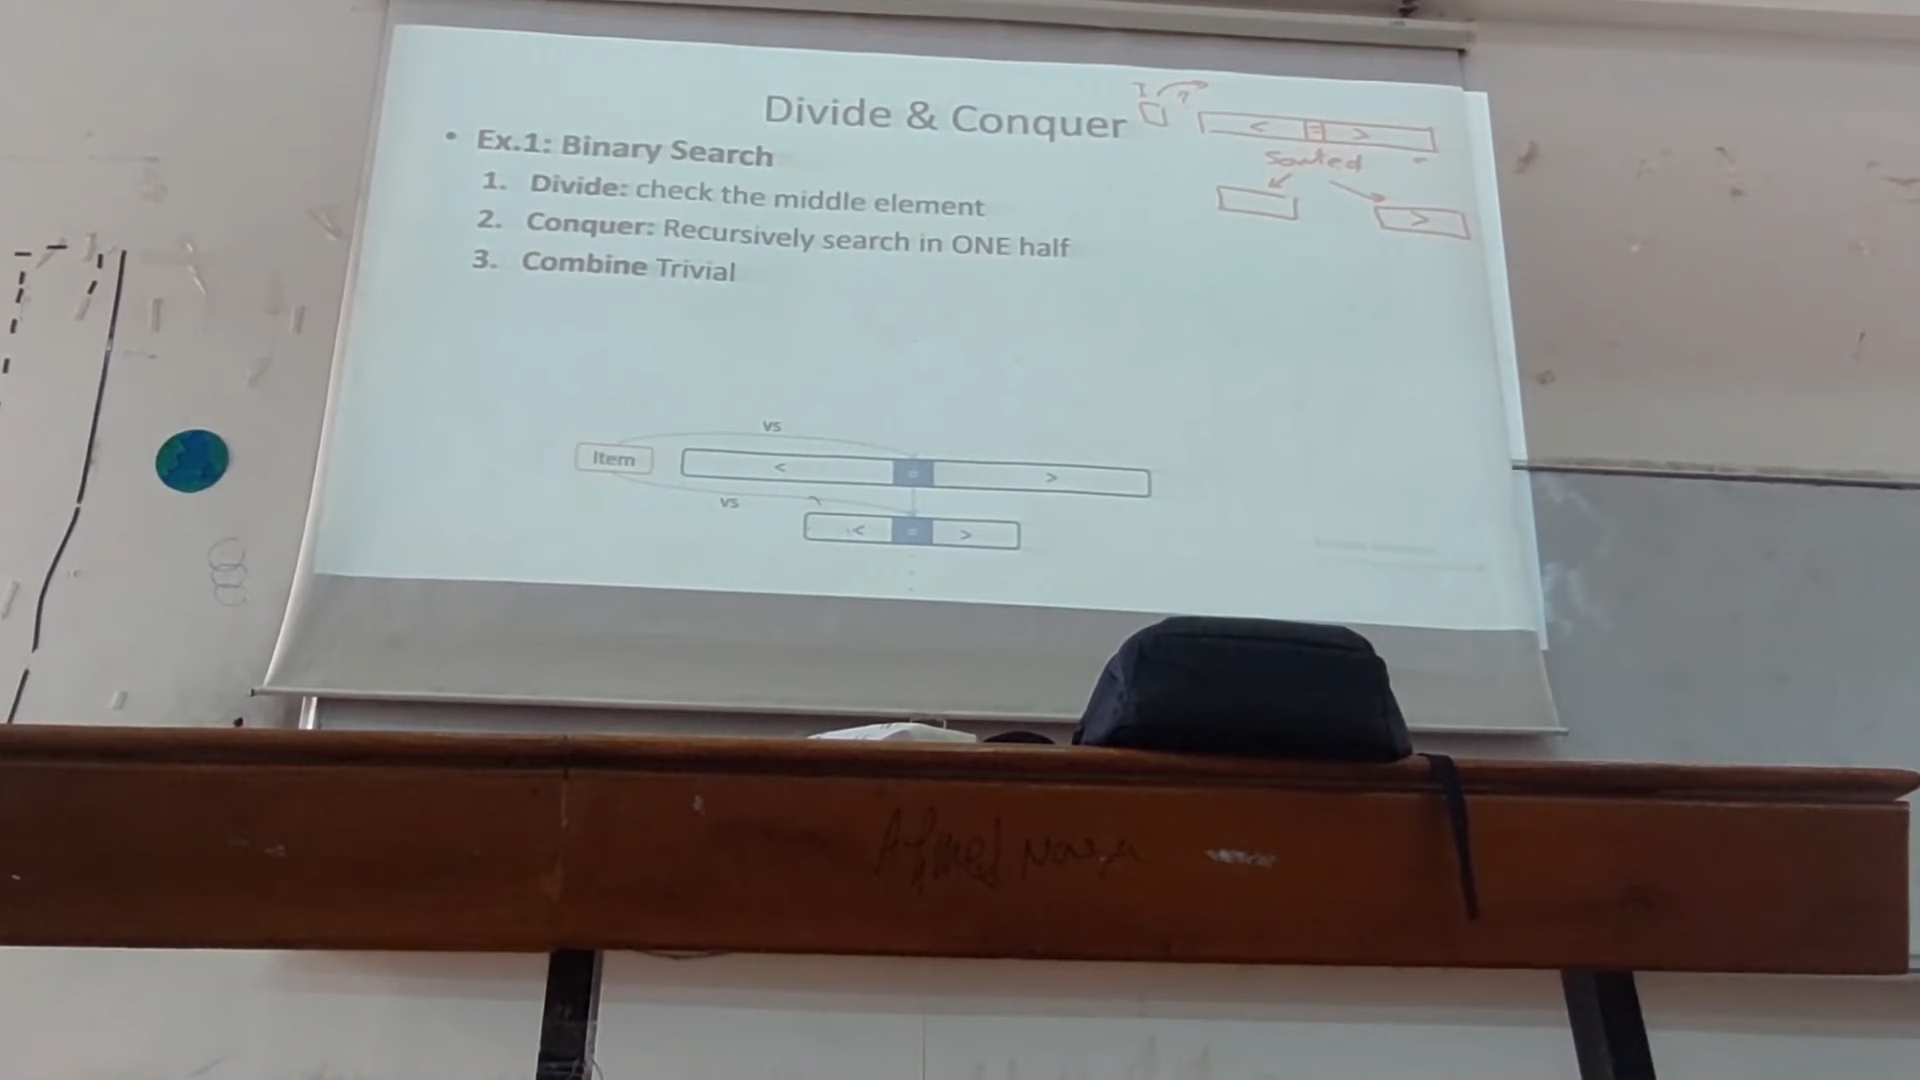 Divide & Conquer
I ?
< = >
Sorted
>
• Ex.1: Binary Search
1. Divide: check the middle element
2. Conquer: Recursively search in ONE half
3. Combine Trivial
vs
Item
< = >
vs
< = >